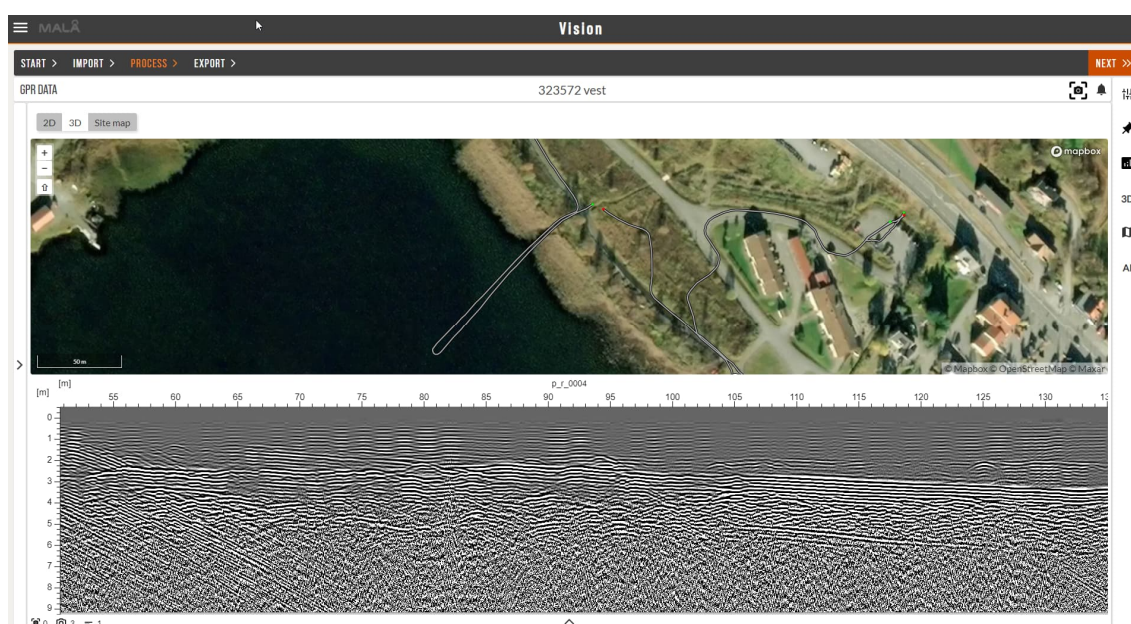 MALÅ
Vision
START > IMPORT > PROCESS > EXPORT > NEXT
GPR DATA
323572 vest
2D 3D Site map
mapbox
50 m
© Mapbox © OpenStreetMap © Maxar
[m]
p_r_0004
[m]
55 60 65 70 75 80 85 90 95 100 105 110 115 120 125 130
0
1
2
3
4
5
6
7
8
9